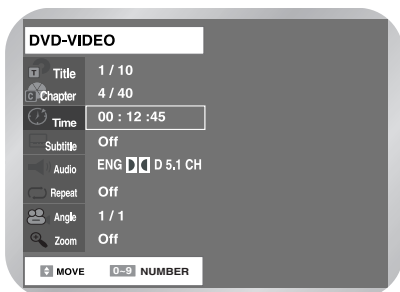 DVD-VIDEO
T Title 1 / 10
C Chapter 4 / 40
Time 00 : 12 :45
Subtitle Off
Audio ENG D 5.1 CH
Repeat Off
Angle 1 / 1
Zoom Off
MOVE 0~9 NUMBER